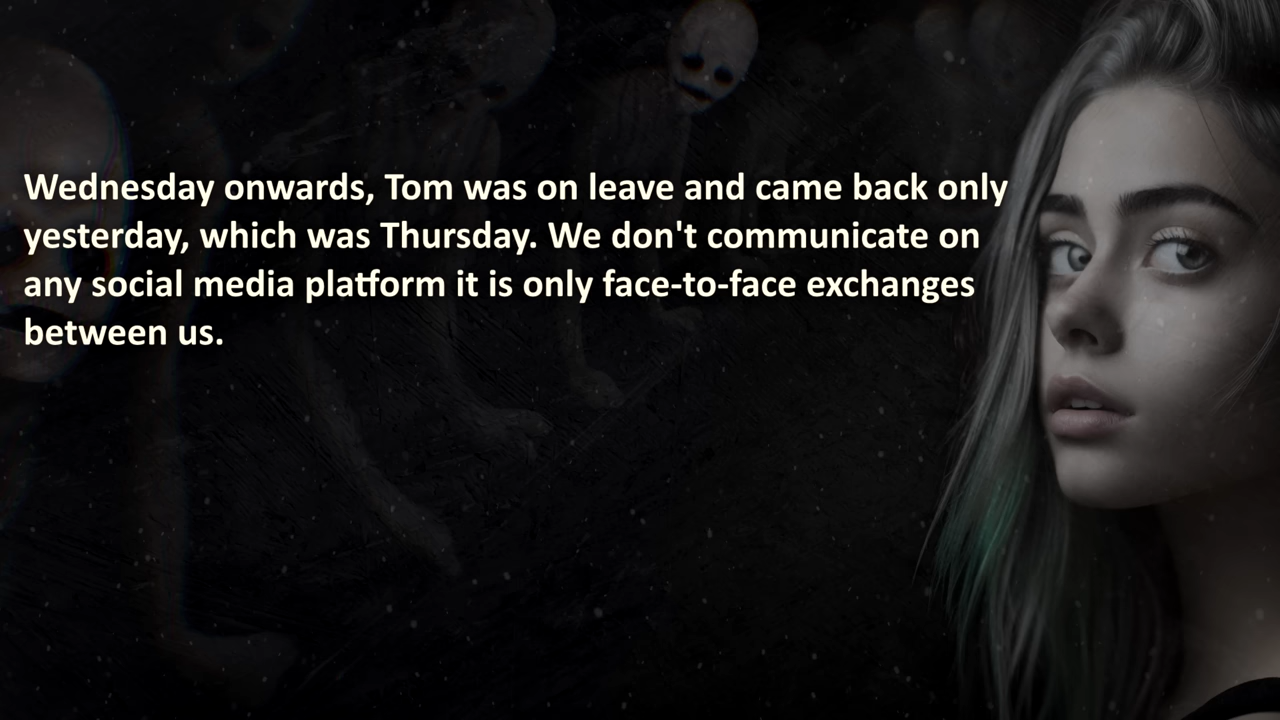 Wednesday onwards, Tom was on leave and came back only
yesterday, which was Thursday. We don't communicate on
any social media platform it is only face-to-face exchanges
between us.